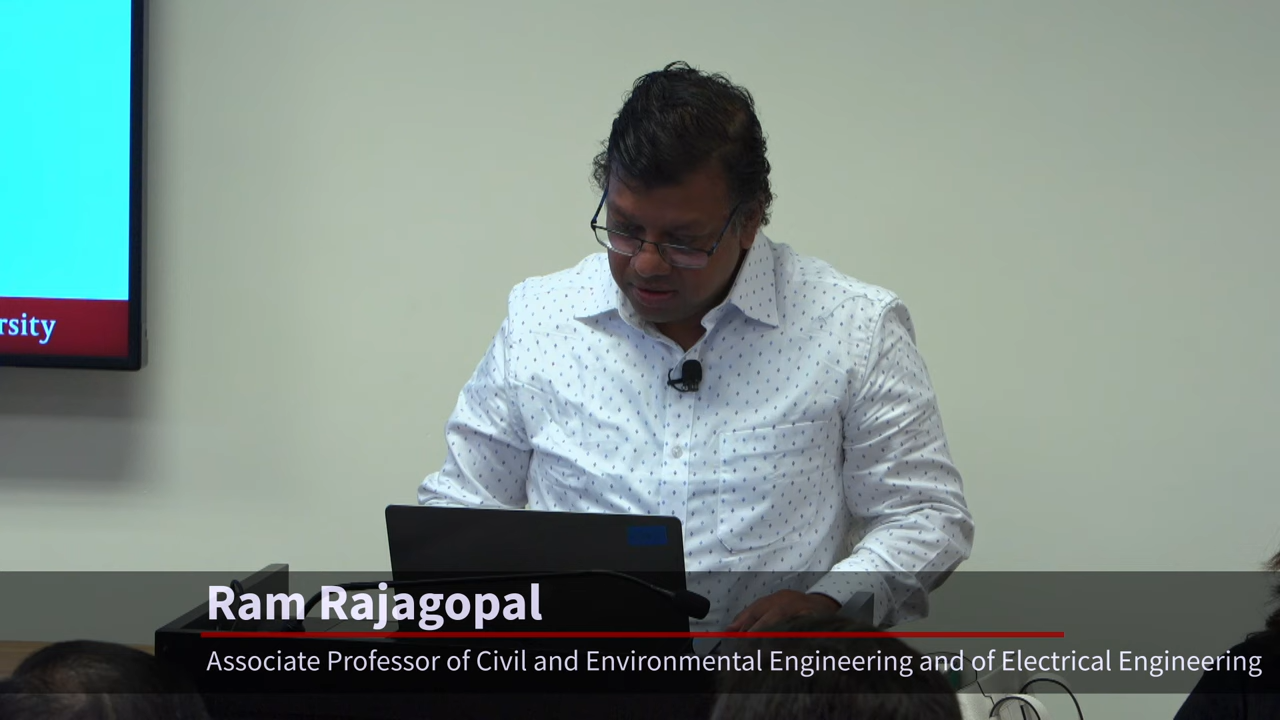 rsity
Ram Rajagopal
Associate Professor of Civil and Environmental Engineering and of Electrical Engineering